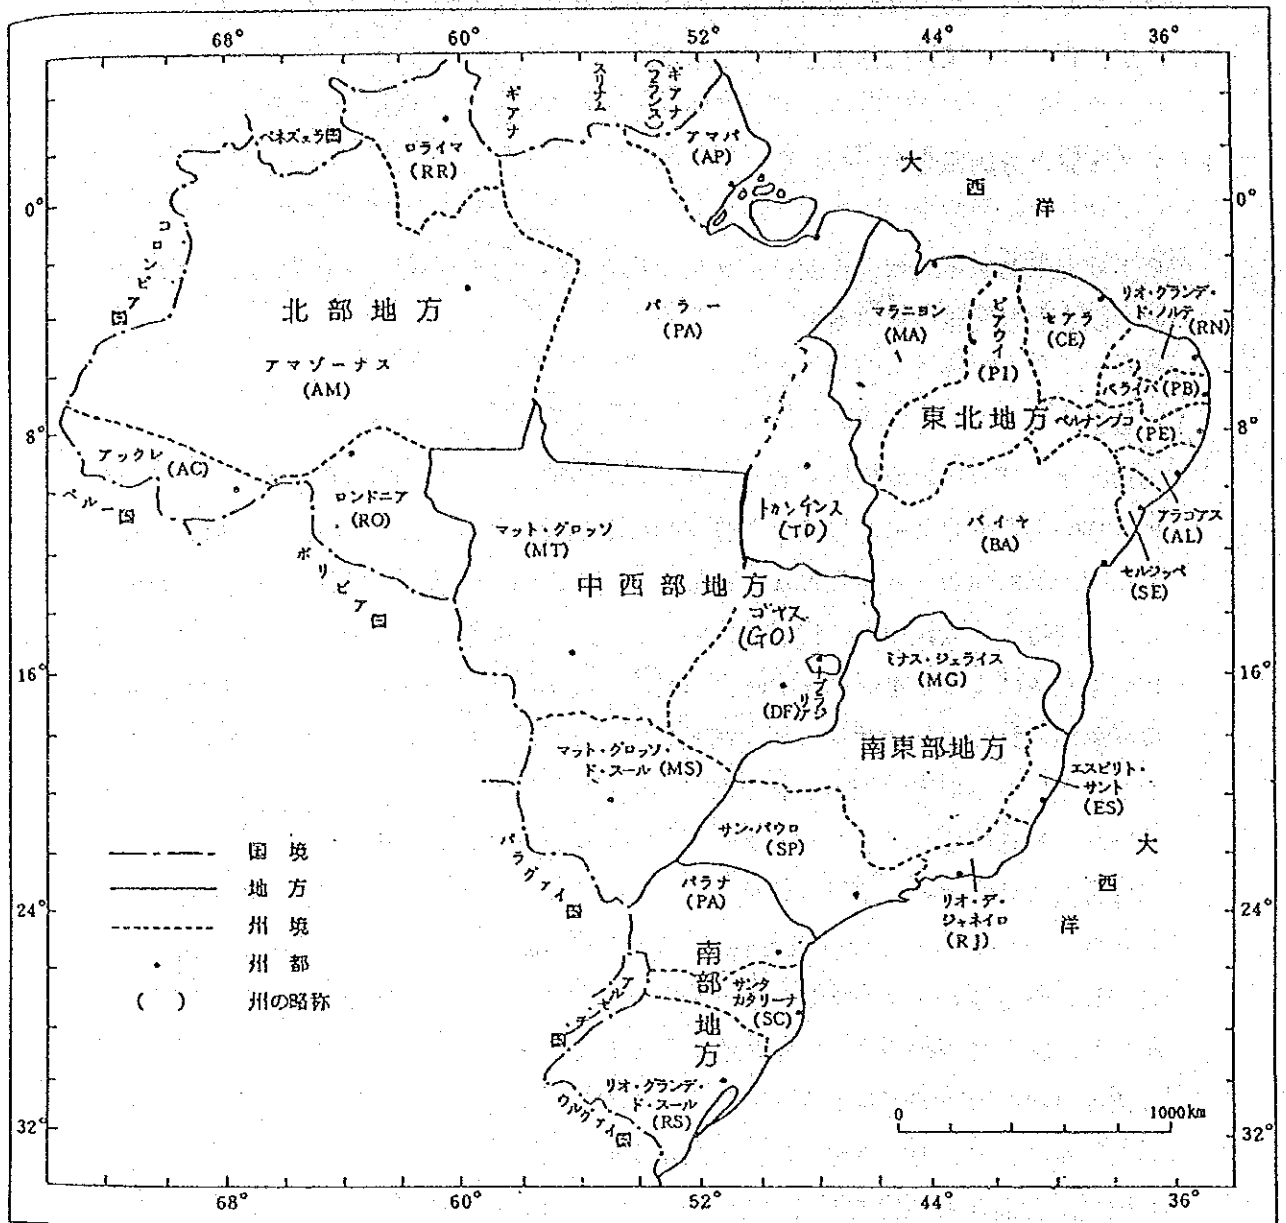 68°
60°
52°
44°
36°
ベネズェラ国
ロライマ
(RR)
ギアナ
スリナム
ギアナ
(フランス)
アマパ
(AP)
大西洋
0°
0°
コロンビア国
北部地方
アマゾーナス
(AM)
パラー
(PA)
マラニョン
(MA)
ピアウイ
(PI)
セアラ
(CE)
リオ・グランデ・
ド・ノルテ
(RN)
パライバ(PB)
東北地方
ペルナンブコ
(PE)
8°
8°
アックレ
(AC)
ペルー国
ロンドニア
(RO)
ボリビア国
マット・グロッソ
(MT)
トカンチンス
(TO)
バイヤ
(BA)
アラゴアス
(AL)
セルジッペ
(SE)
中西部地方
ゴヤス
(GO)
16°
16°
ブラジリア
(DF)
ミナス・ジェライス
(MG)
南東部地方
マット・グロッソ・
ド・スール(MS)
エスピリト・
サント
(ES)
サン・パウロ
(SP)
パラグァイ国
大西洋
国境
地方
州境
州都
( ) 州の略称
24°
24°
パラナ
(PA)
リオ・デ・
ジャネイロ
(RJ)
南部地方
サンタ
カタリーナ
(SC)
アルゼンチン国
リオ・グランデ・
ド・スール
(RS)
ウルグァイ国
0
1000km
32°
32°
68°
60°
52°
44°
36°